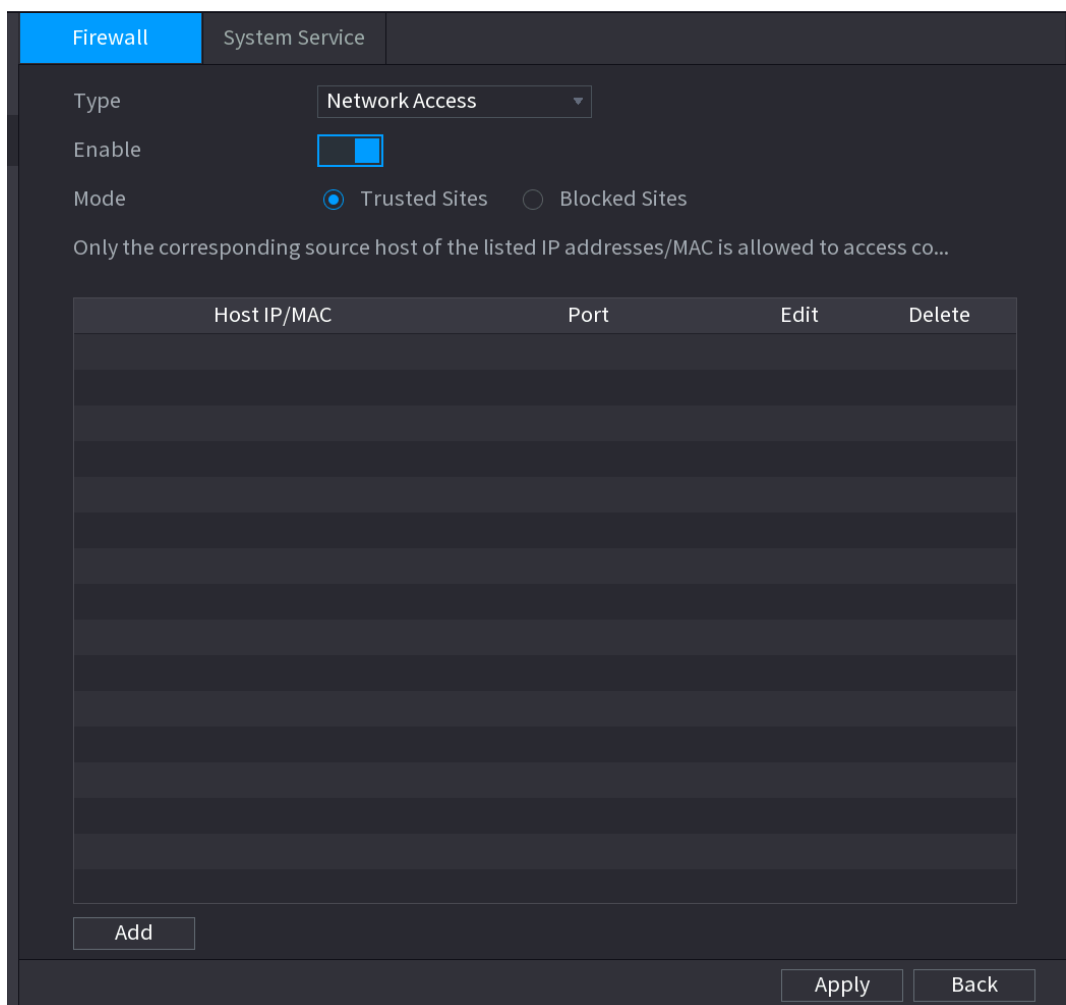 Firewall System Service
Type Network Access
Enable
Mode Trusted Sites Blocked Sites
Only the corresponding source host of the listed IP addresses/MAC is allowed to access co...
Host IP/MAC Port Edit Delete
Add
Apply Back